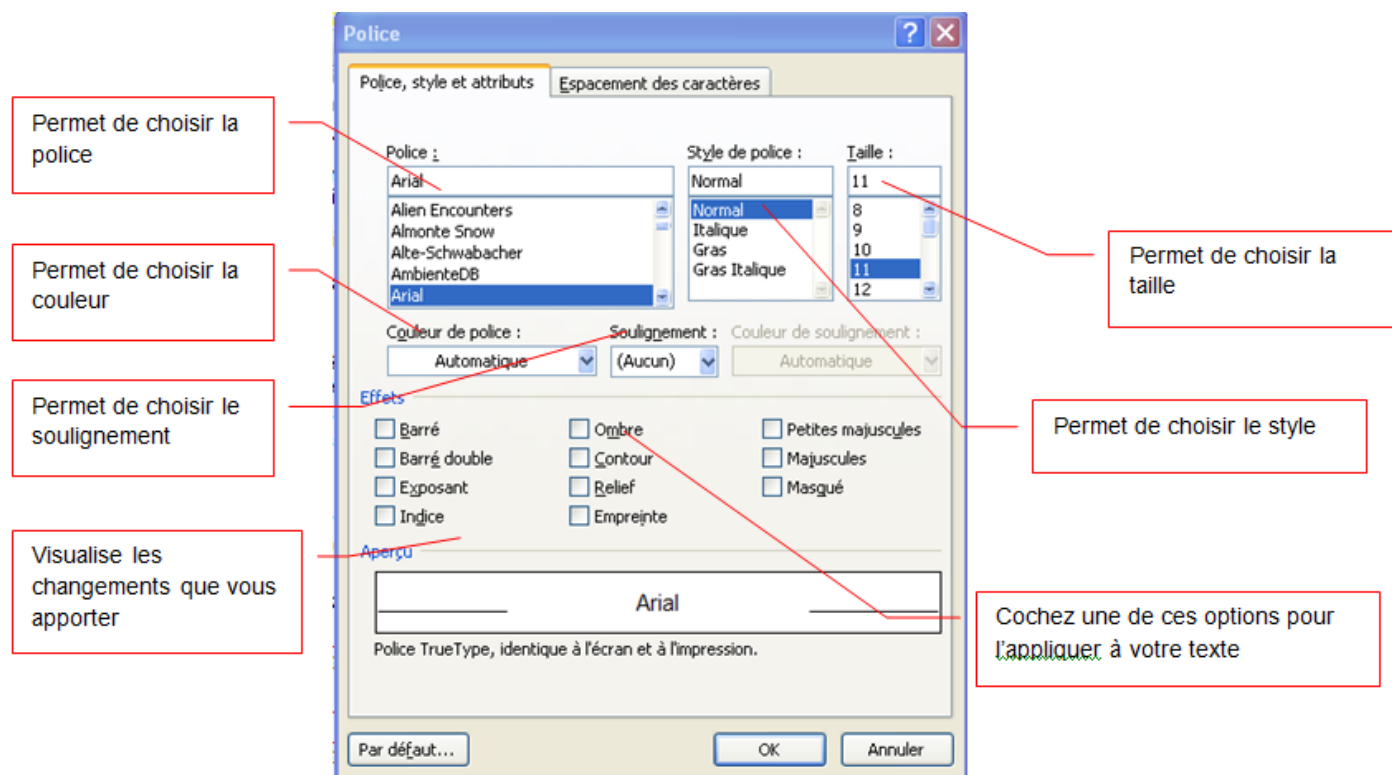 Police
Police, style et attributs
Espacement des caractères
Permet de choisir la
police
Permet de choisir la
couleur
Permet de choisir le
soulignement
Visualise les
changements que vous
apporter
Police :
Arial
Alien Encounters
Almonte Snow
Alte-Schwabacher
AmbienteDB
Arial
Style de police :
Normal
Normal
Italique
Gras
Gras Italique
Taille :
11
8
9
10
11
12
Couleur de police :
Automatique
Soulignement :
(Aucun)
Couleur de soulignement :
Automatique
Effets
Barré
Barré double
Exposant
Indice
Ombre
Contour
Relief
Empreinte
Petites majuscules
Majuscules
Masqué
Aperçu
Arial
Police TrueType, identique à l'écran et à l'impression.
Par défaut...
OK
Annuler
Permet de choisir la
taille
Permet de choisir le style
Cochez une de ces options pour
l'appliquer à votre texte